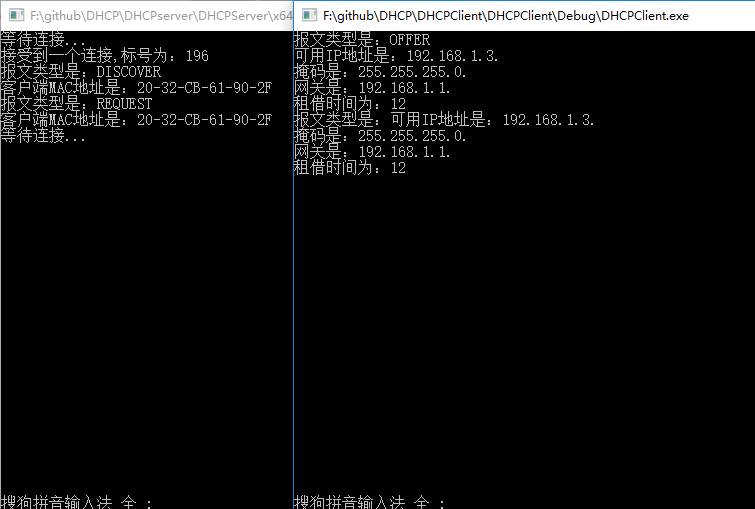 F:\github\DHCP\DHCPserver\DHCPServer\x64
等待连接...
接受到一个连接,标号为: 196
报文类型是: DISCOVER
客户端MAC地址是: 20-32-CB-61-90-2F
报文类型是: REQUEST
客户端MAC地址是: 20-32-CB-61-90-2F
等待连接...
搜狗拼音输入法 全 :
F:\github\DHCP\DHCPClient\DHCPClient\Debug\DHCPClient.exe
报文类型是: OFFER
可用IP地址是: 192.168.1.3.
掩码是: 255.255.255.0.
网关是: 192.168.1.1.
租借时间为: 12
报文类型是: 可用IP地址是: 192.168.1.3.
掩码是: 255.255.255.0.
网关是: 192.168.1.1.
租借时间为: 12
搜狗拼音输入法 全 :